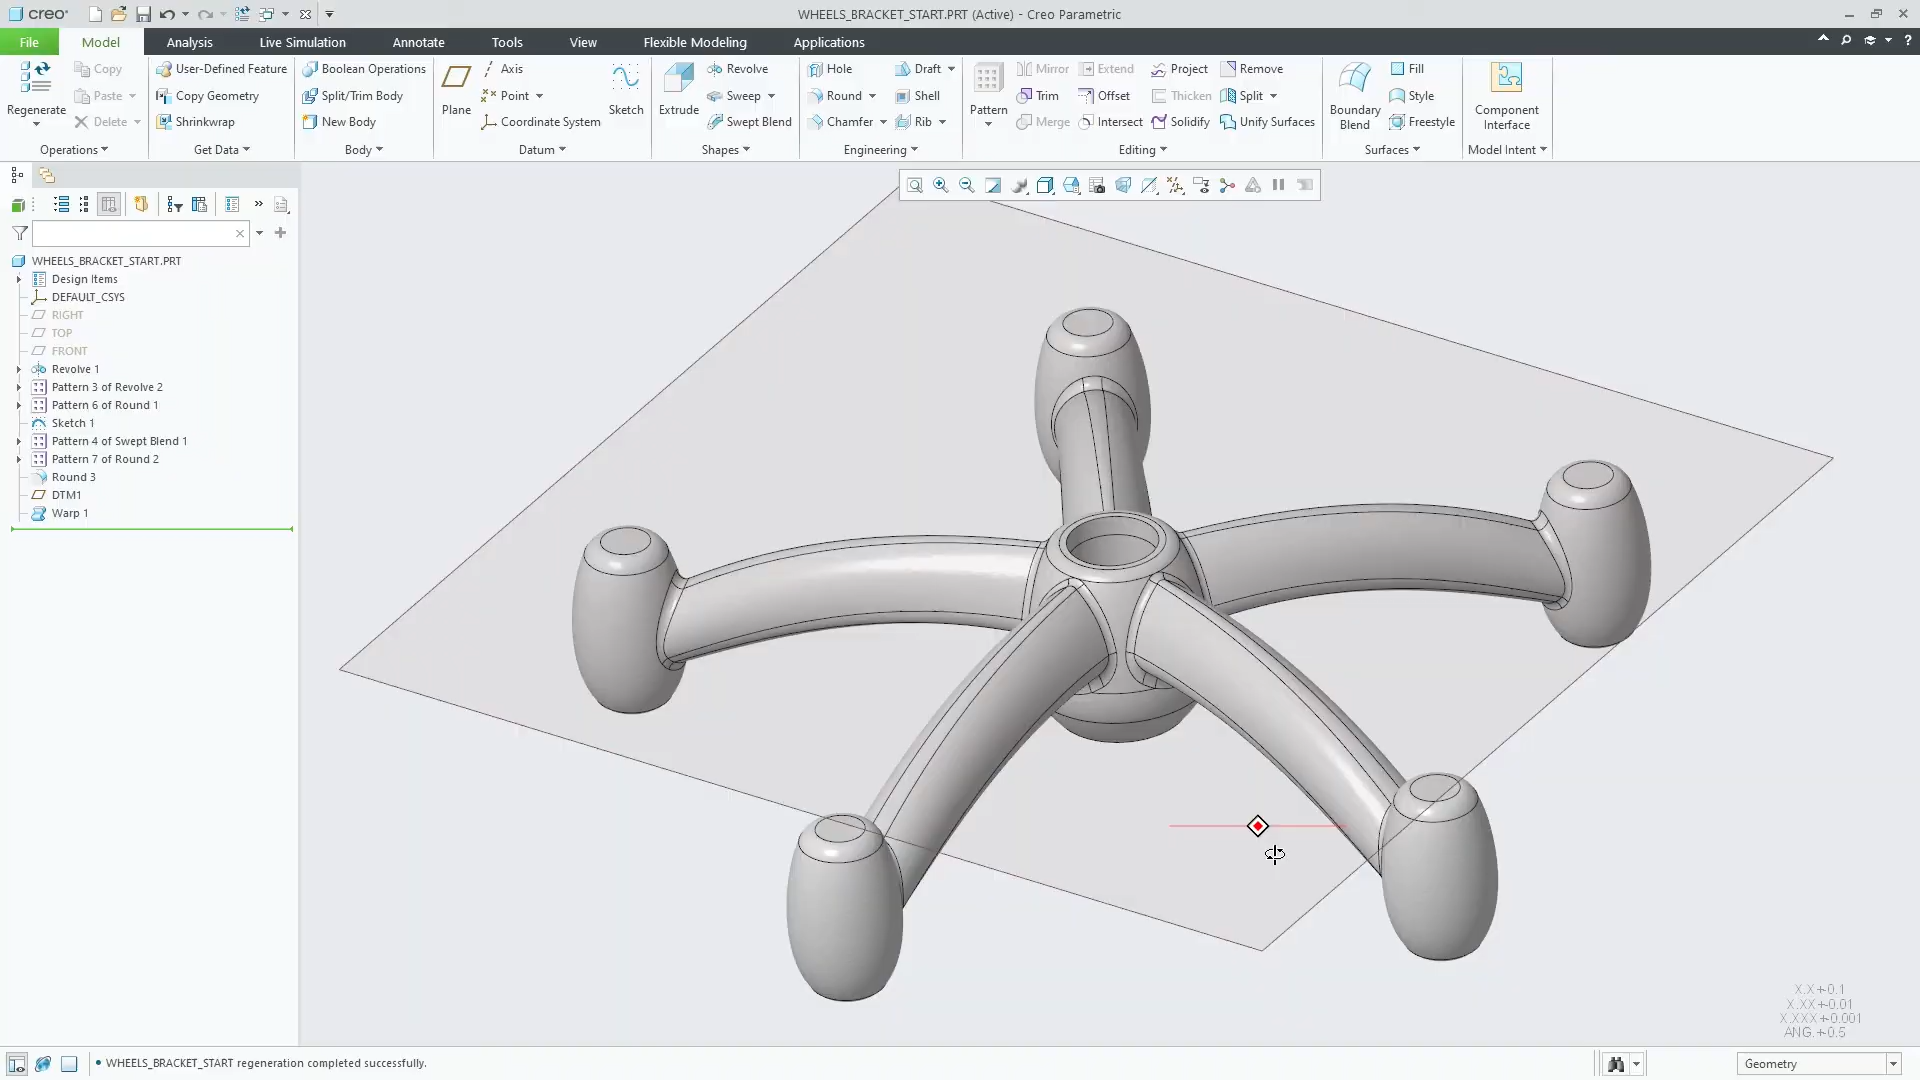 creo
WHEELS_BRACKET_START.PRT (Active) - Creo Parametric
File Model Analysis Live Simulation Annotate Tools View Flexible Modeling Applications
Regenerate
Copy
Paste
Delete
Operations
User-Defined Feature
Copy Geometry
Shrinkwrap
Get Data
Boolean Operations
Split/Trim Body
New Body
Body
Plane
Axis
Point
Coordinate System
Sketch
Datum
Extrude
Revolve
Sweep
Swept Blend
Shapes
Hole
Round
Chamfer
Draft
Shell
Rib
Engineering
Pattern
Mirror
Trim
Merge
Extend
Offset
Intersect
Project
Thicken
Solidify
Remove
Split
Unify Surfaces
Editing
Boundary
Blend
Fill
Style
Freestyle
Surfaces
Component
Interface
Model Intent
WHEELS_BRACKET_START.PRT
Design Items
DEFAULT_CSYS
RIGHT
TOP
FRONT
Revolve 1
Pattern 3 of Revolve 2
Pattern 6 of Round 1
Sketch 1
Pattern 4 of Swept Blend 1
Pattern 7 of Round 2
Round 3
DTM1
Warp 1
X.X+-0.1
X.XX+-0.01
X.XXX+-0.001
ANG.+-0.5
• WHEELS_BRACKET_START regeneration completed successfully.
Geometry